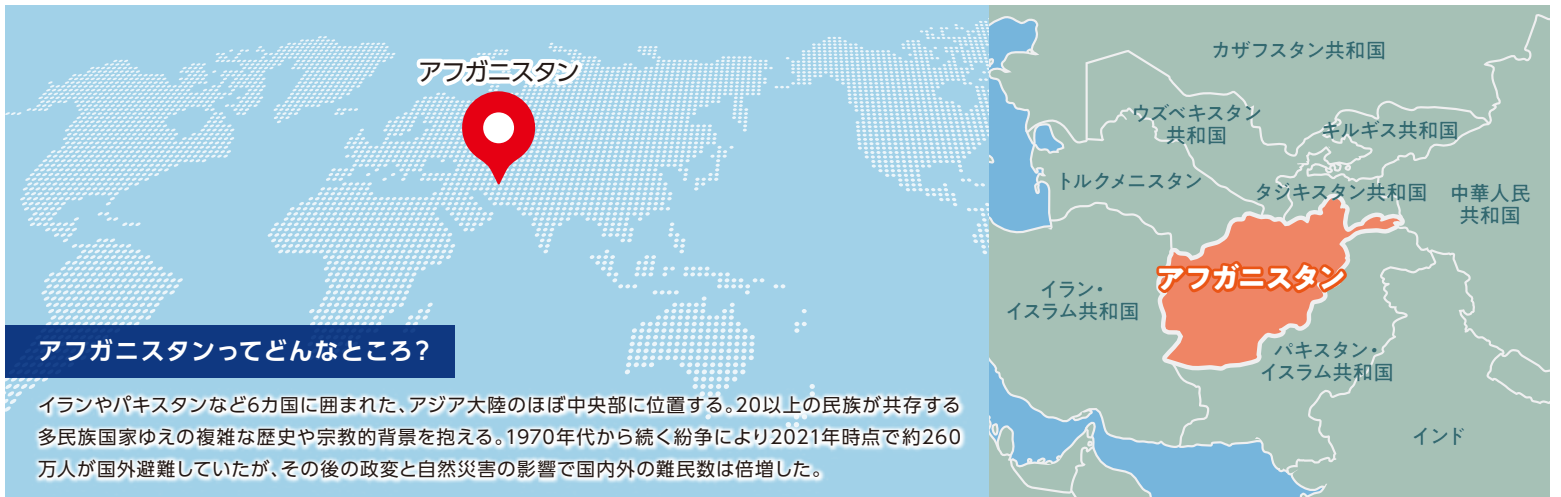 アフガニスタン
アフガニスタンってどんなところ？
イランやパキスタンなど6カ国に囲まれた、アジア大陸のほぼ中央部に位置する。20以上の民族が共存する
多民族国家ゆえの複雑な歴史や宗教的背景を抱える。1970年代から続く紛争により2021年時点で約260
万人が国外避難していたが、その後の政変と自然災害の影響で国内外の難民数は倍増した。
カザフスタン共和国
ウズベキスタン
共和国
キルギス共和国
トルクメニスタン
タジキスタン共和国
中華人民
共和国
アフガニスタン
イラン・
イスラム共和国
パキスタン・
イスラム共和国
インド